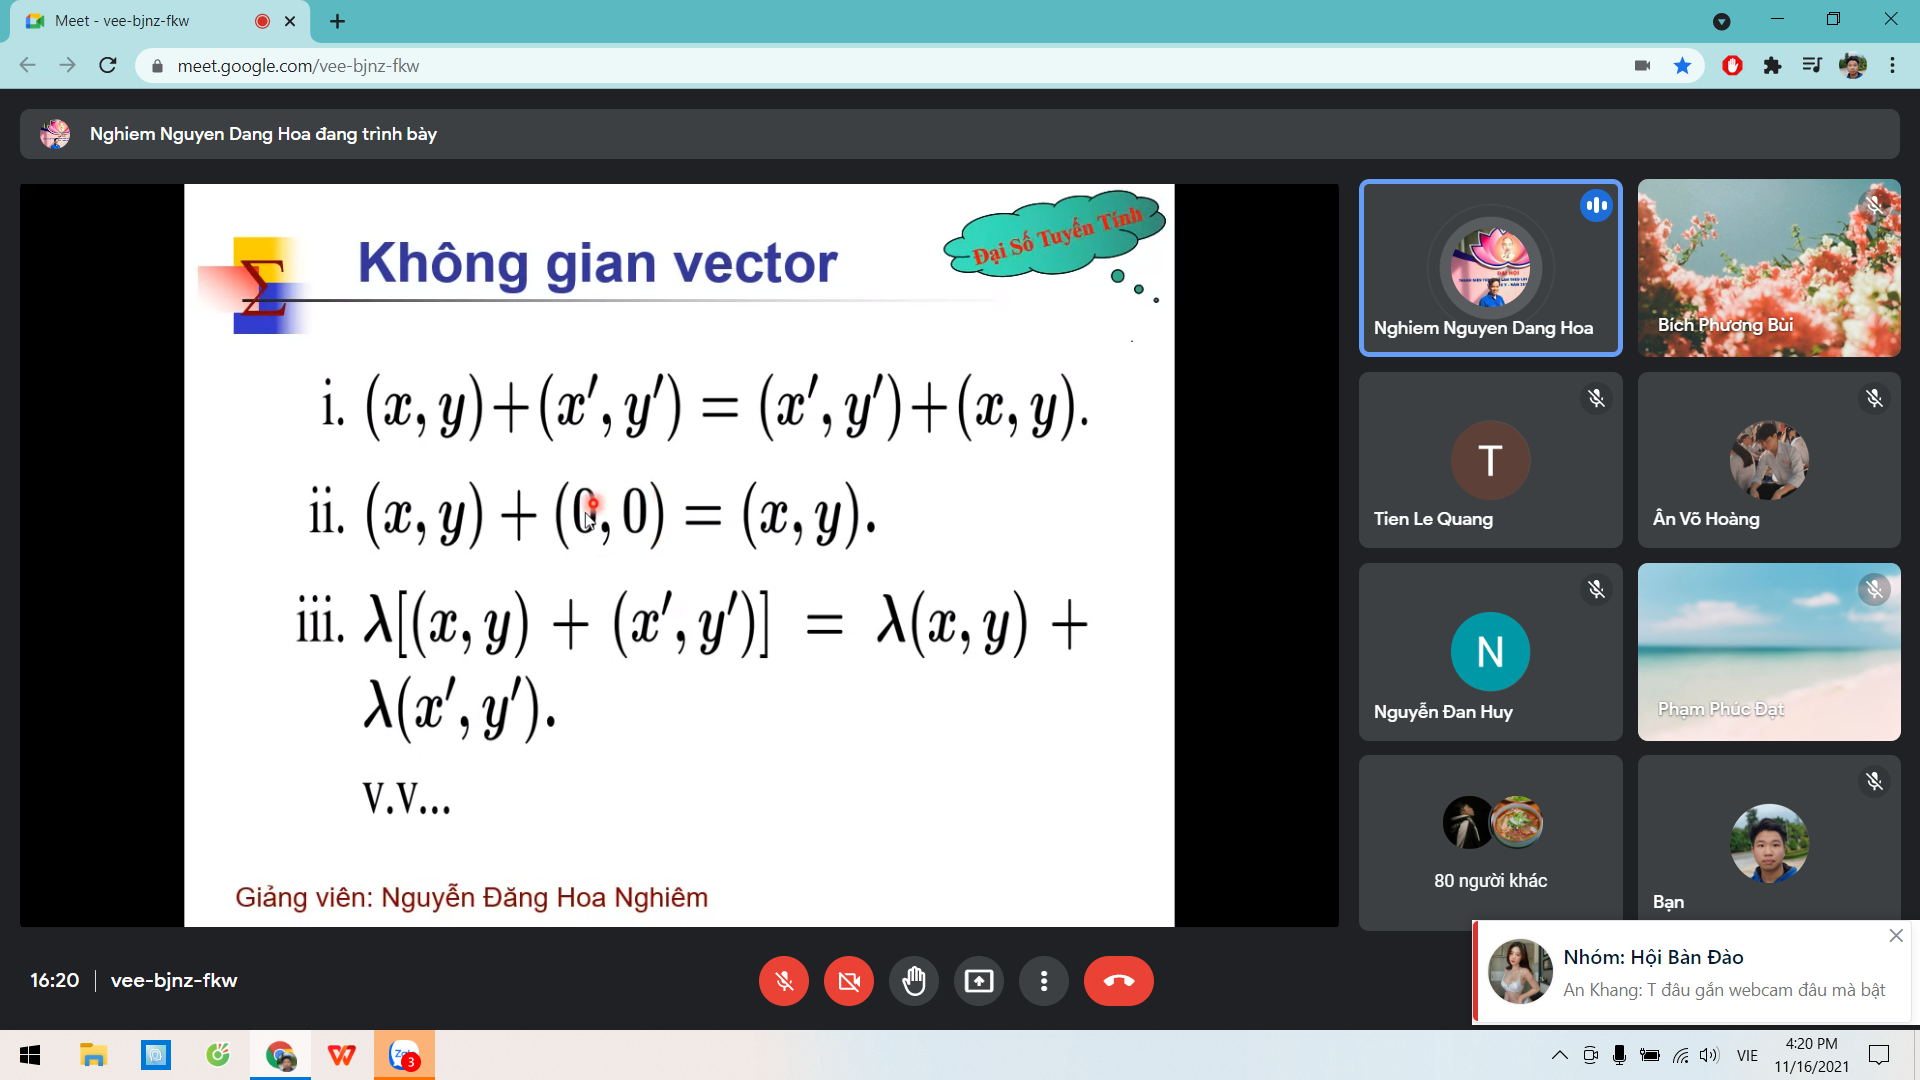 Meet - vee-bjnz-fkw
meet.google.com/vee-bjnz-fkw
Nghiem Nguyen Dang Hoa đang trình bày
Đại Số Tuyến Tính
Không gian vector
Σ
i. (x, y)+(x′, y′) = (x′, y′)+(x, y).
ii. (x, y) + (0, 0) = (x, y).
iii. λ[(x, y) + (x′, y′)] = λ(x, y) +
λ(x′, y′).
v.v...
Giảng viên: Nguyễn Đăng Hoa Nghiêm
Nghiem Nguyen Dang Hoa
Bích Phương Bùi
T
Tien Le Quang
Ân Võ Hoàng
N
Nguyễn Đan Huy
Phạm Phúc Đạt
80 người khác
Bạn
Nhóm: Hội Bàn Đào
An Khang: T đâu gắn webcam đâu mà bật
16:20 | vee-bjnz-fkw
3
VIE
4:20 PM
11/16/2021